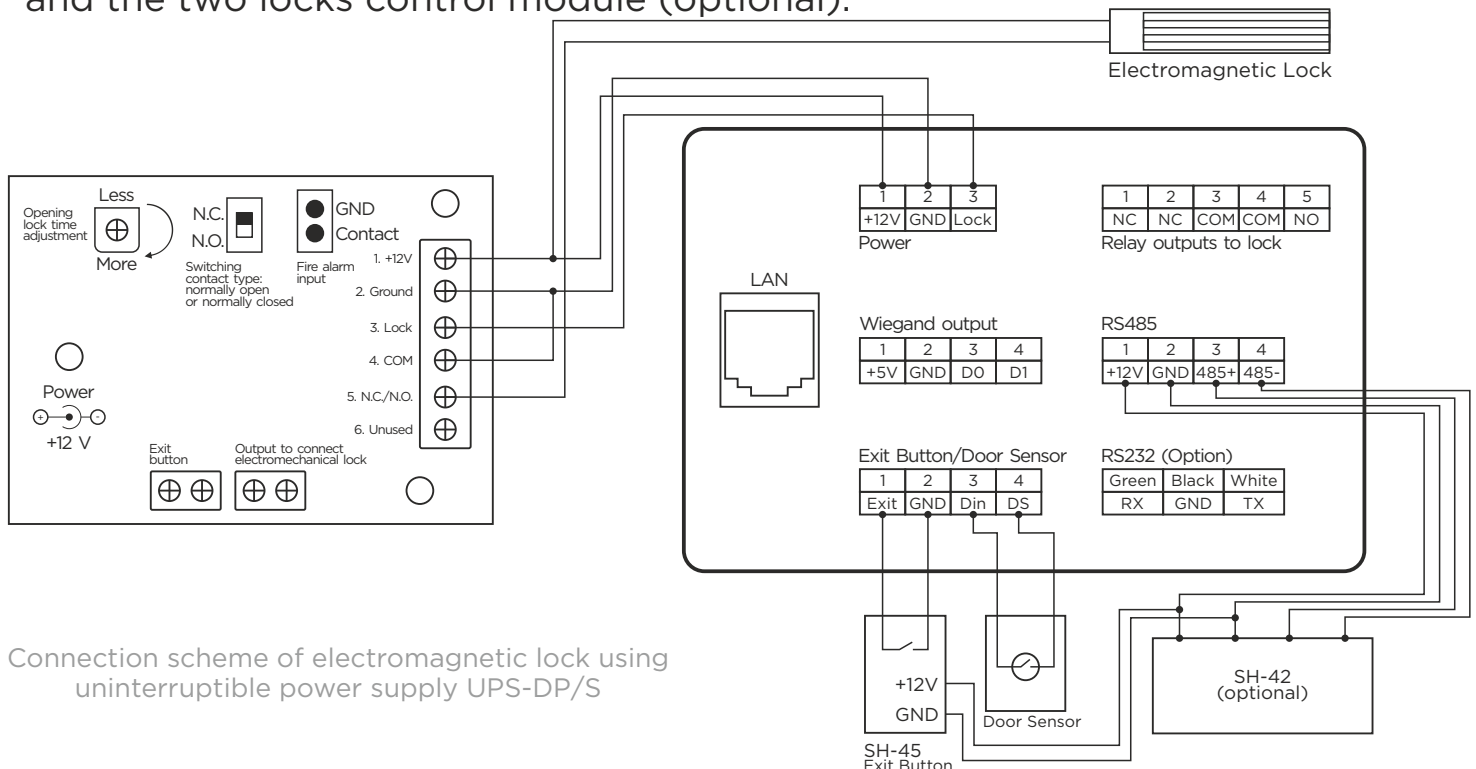 and the two locks control module (optional).
Electromagnetic Lock
Less
Opening
lock time
adjustment
More
N.C.
N.O.
Switching
contact type:
normally open
or normally closed
GND
Contact
Fire alarm
input
1. +12V
2. Ground
3. Lock
4. COM
5. N.C./N.O.
6. Unused
Power
+ -
+12 V
Exit
button
Output to connect
electromechanical lock
LAN
1 2 3
+12V GND Lock
Power
1 2 3 4 5
NC NC COM COM NO
Relay outputs to lock
Wiegand output
1 2 3 4
+5V GND D0 D1
RS485
1 2 3 4
+12V GND 485+ 485-
Exit Button/Door Sensor
1 2 3 4
Exit GND Din DS
RS232 (Option)
Green Black White
RX GND TX
+12V
GND
SH-45
Exit Button
Door Sensor
SH-42
(optional)
Connection scheme of electromagnetic lock using
uninterruptible power supply UPS-DP/S